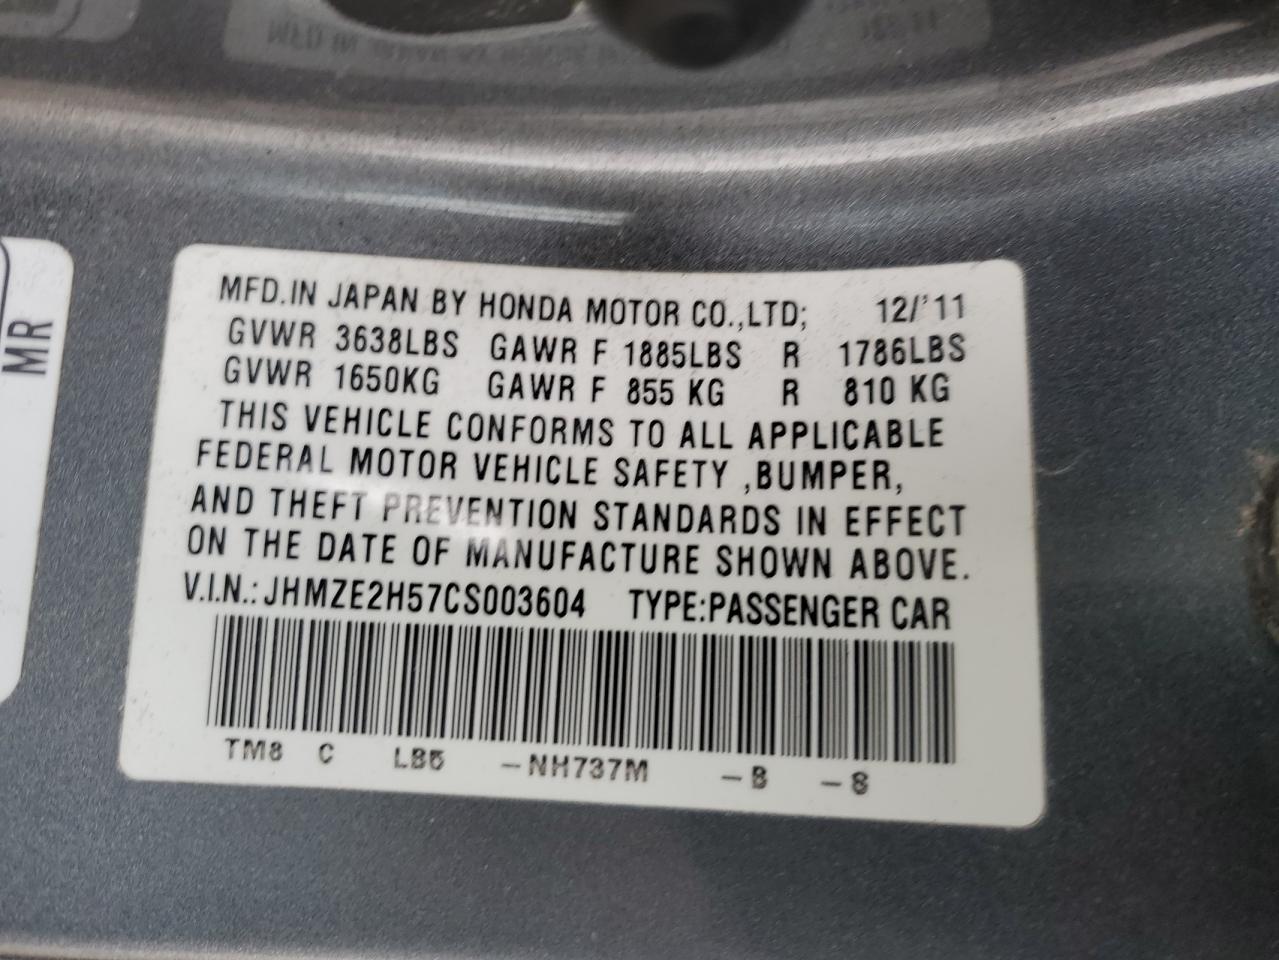 MR
MFD.IN JAPAN BY HONDA MOTOR CO.,LTD; 12/'11
GVWR 3638LBS GAWR F 1885LBS R 1786LBS
GVWR 1650KG GAWR F 855 KG R 810 KG
THIS VEHICLE CONFORMS TO ALL APPLICABLE
FEDERAL MOTOR VEHICLE SAFETY ,BUMPER,
AND THEFT PREVENTION STANDARDS IN EFFECT
ON THE DATE OF MANUFACTURE SHOWN ABOVE.
V.I.N.: JHMZE2H57CS003604 TYPE:PASSENGER CAR
TM8 C LB5 -NH737M -B -8